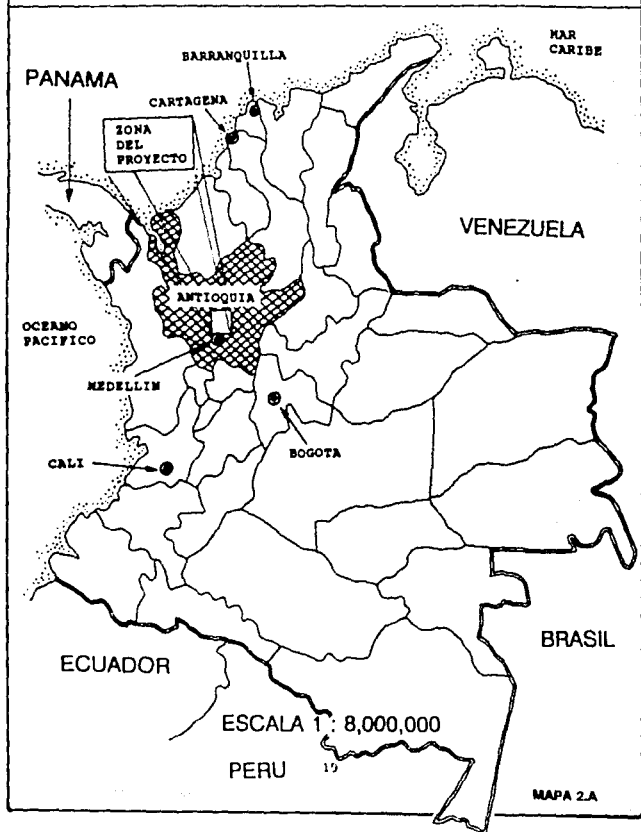 MAR
CARIBE
BARRANQUILLA
PANAMA
CARTAGENA
ZONA
DEL
PROYECTO
VENEZUELA
ANTIOQUIA
OCEANO
PACIFICO
MEDELLIN
BOGOTA
CALI
BRASIL
ECUADOR
ESCALA 1 : 8,000,000
PERU
19
MAPA 2.A